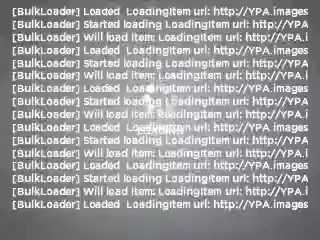 [BulkLoader] Loaded LoadingItem url: http://YPA.images
[BulkLoader] Started loading LoadingItem url: http://YPA
[BulkLoader] Will load item: LoadingItem url: http://YPA.i
[BulkLoader] Loaded LoadingItem url: http://YPA.images
[BulkLoader] Started loading LoadingItem url: http://YPA
[BulkLoader] Will load item: LoadingItem url: http://YPA.i
[BulkLoader] Loaded LoadingItem url: http://YPA.images
[BulkLoader] Started loading LoadingItem url: http://YPA
[BulkLoader] Will load item: LoadingItem url: http://YPA.i
[BulkLoader] Loaded LoadingItem url: http://YPA.images
[BulkLoader] Started loading LoadingItem url: http://YPA
[BulkLoader] Will load item: LoadingItem url: http://YPA.i
[BulkLoader] Loaded LoadingItem url: http://YPA.images
[BulkLoader] Started loading LoadingItem url: http://YPA
[BulkLoader] Will load item: LoadingItem url: http://YPA.i
[BulkLoader] Loaded LoadingItem url: http://YPA.images